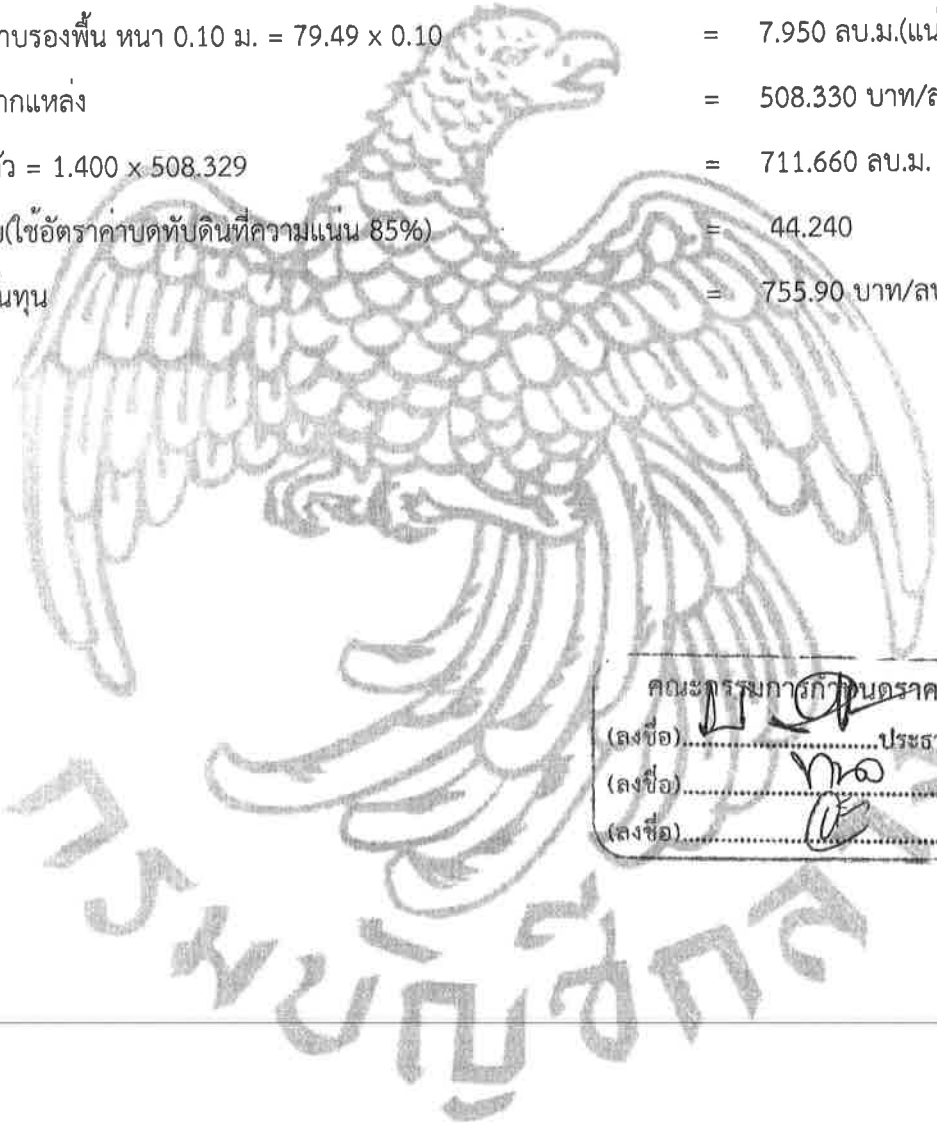 าบรองพื้น หนา 0.10 ม. = 79.49 x 0.10 = 7.950 ลบ.ม.(แน่
ากแหล่ง = 508.330 บาท/ล
ัว = 1.400 x 508.329 = 711.660 ลบ.ม.
(ใช้อัตราค่าบดทับดินที่ความแน่น 85%) = 44.240
นทุน = 755.90 บาท/ลบ
คณะกรรมการกำหนดราค
(ลงชื่อ)....................ประธา
(ลงชื่อ)....................
(ลงชื่อ)....................
กรมบัญชีกล